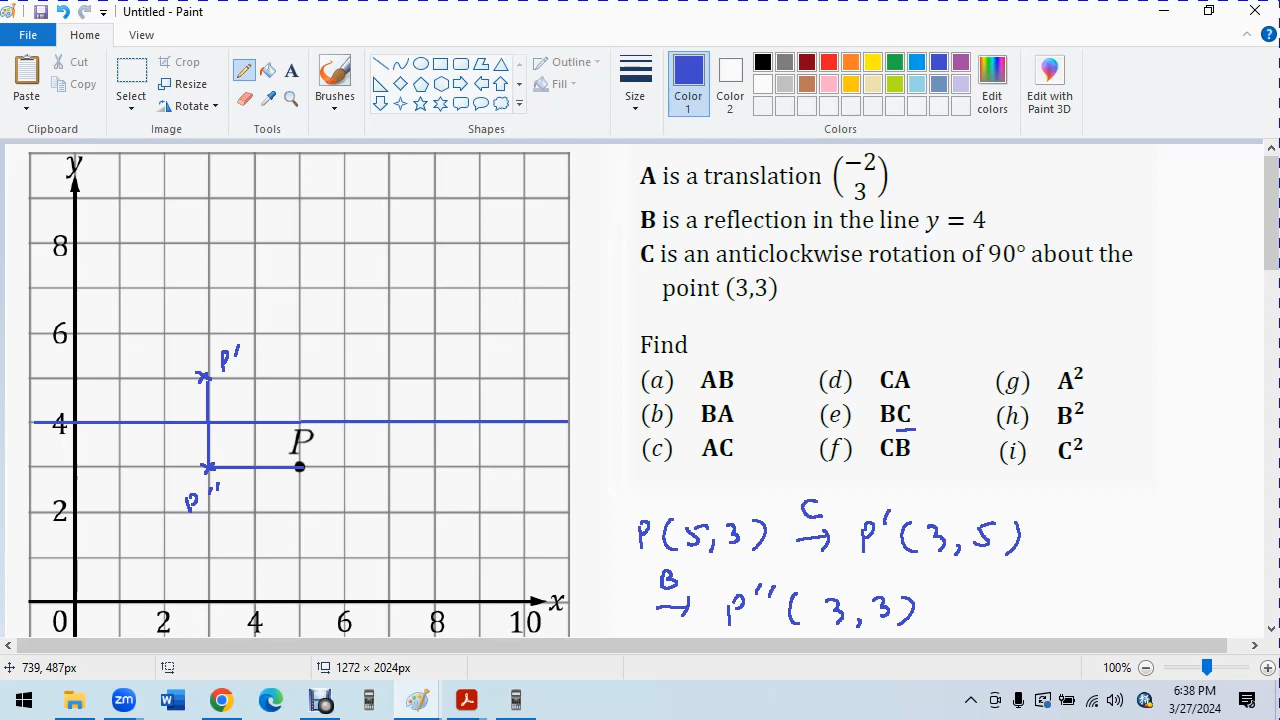 Untitled - Paint
File Home View
Paste
Cut
Copy
Clipboard
Select
Crop
Resize
Rotate
Image
A
Tools
Brushes
Shapes
Outline
Fill
Size
Color 1
Color 2
Edit colors
Colors
Edit with Paint 3D
y
8
6
4
2
0 2 4 6 8 10 x
P
P'
P''
A is a translation (−2 3)
B is a reflection in the line y = 4
C is an anticlockwise rotation of 90° about the
point (3,3)
Find
(a) AB (d) CA (g) A²
(b) BA (e) BC (h) B²
(c) AC (f) CB (i) C²
P(5,3) C→ P'(3,5)
B→ P''(3,3)
739, 487px
1272 × 2024px
100%
zm
W
6:38 PM
3/27/2024